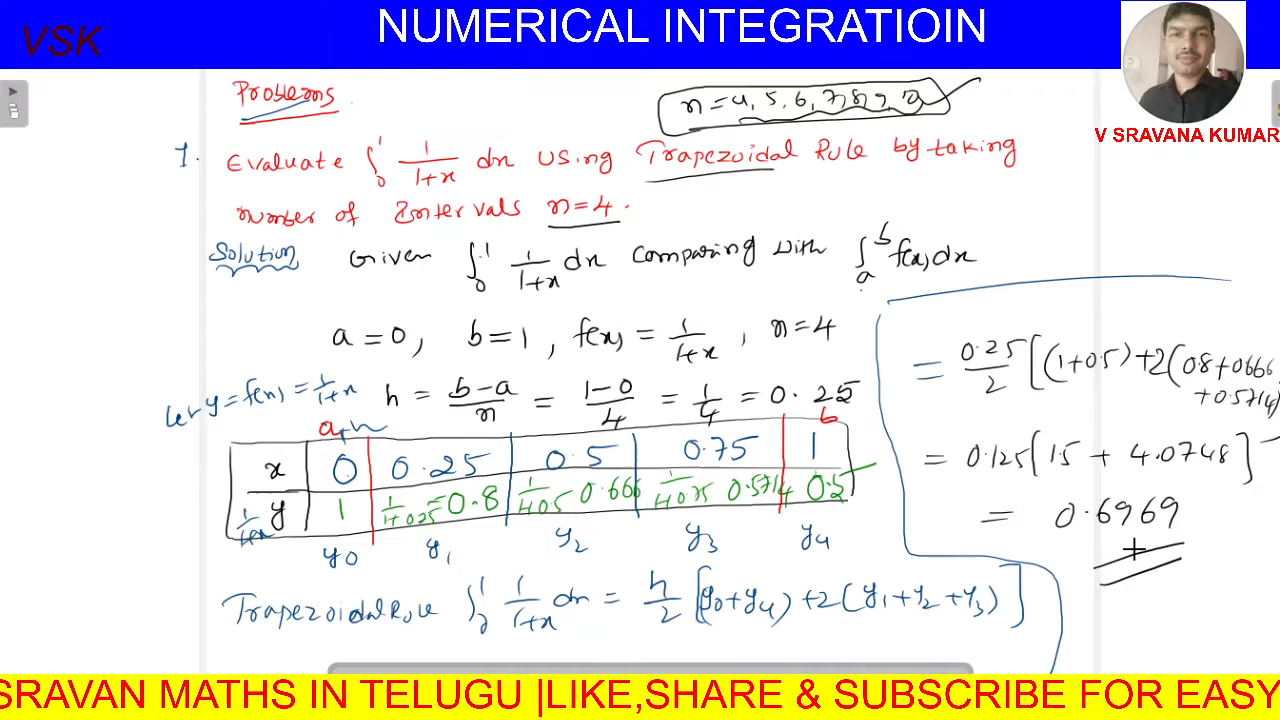 VSK
NUMERICAL INTEGRATIOIN
V SRAVANA KUMAR
Problems
n = 4, 5, 6, 7, 8, 9, 10
1. Evaluate ∫₀¹ 1/(1+x) dx using Trapezoidal Rule by taking
number of Intervals n=4.
Solution Given ∫₀¹ 1/(1+x) dx comparing with ∫ₐᵇ f(x) dx
a=0, b=1, f(x) = 1/(1+x), n=4
Let y=f(x)=1/(1+x) h = (b-a)/n = (1-0)/4 = 1/4 = 0.25
a a+h b
x 0 0.25 0.5 0.75 1
1/(1+x) y 1 1/(1+0.25)=0.8 1/(1+0.5) 0.666 1/(1+0.75) 0.5714 0.5
y0 y1 y2 y3 y4
Trapezoidal Rule ∫₀¹ 1/(1+x) dx = h/2 [(y0+y4)+2(y1+y2+y3)]
= 0.25/2 [(1+0.5)+2(0.8+0.666
+0.5714)
= 0.125[1.5 + 4.0748]
= 0.6969
SRAVAN MATHS IN TELUGU |LIKE,SHARE & SUBSCRIBE FOR EASY